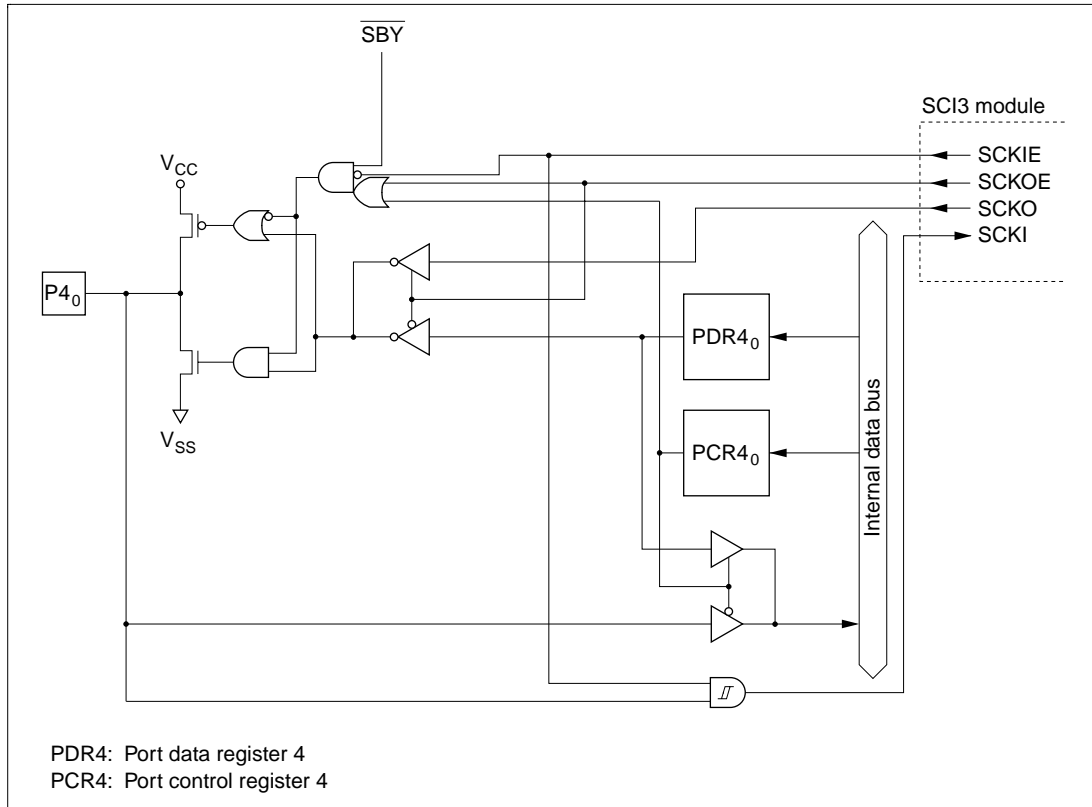 SBY
SCI3 module
VCC
SCKIE
SCKOE
SCKO
SCKI
P40
PDR40
PCR40
VSS
Internal data bus
PDR4: Port data register 4
PCR4: Port control register 4